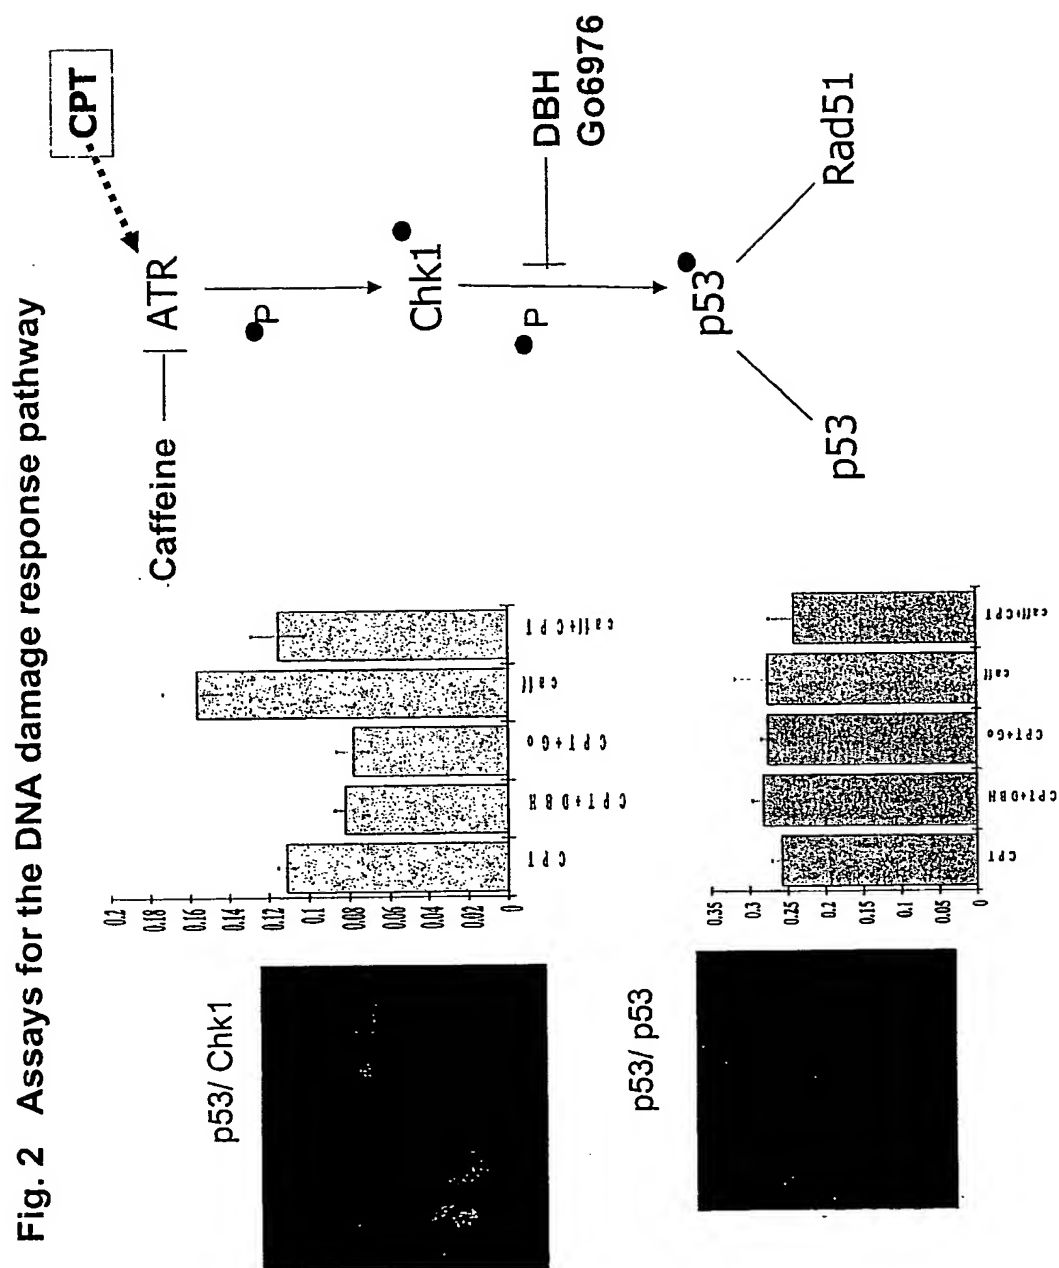 Fig. 2 Assays for the DNA damage response pathway
p53/ Chk1
0.2
0.18
0.16
0.14
0.12
0.1
0.08
0.06
0.04
0.02
0
CPT
CPT+DBH
CPT+Go
caff
caff+CPT
p53/ p53
0.35
0.3
0.25
0.2
0.15
0.1
0.05
0
CPT
CPT+DBH
CPT+Go
caff
caff+CPT
CPT
Caffeine
ATR
P
Chk1
P
DBH
Go6976
p53
p53
Rad51